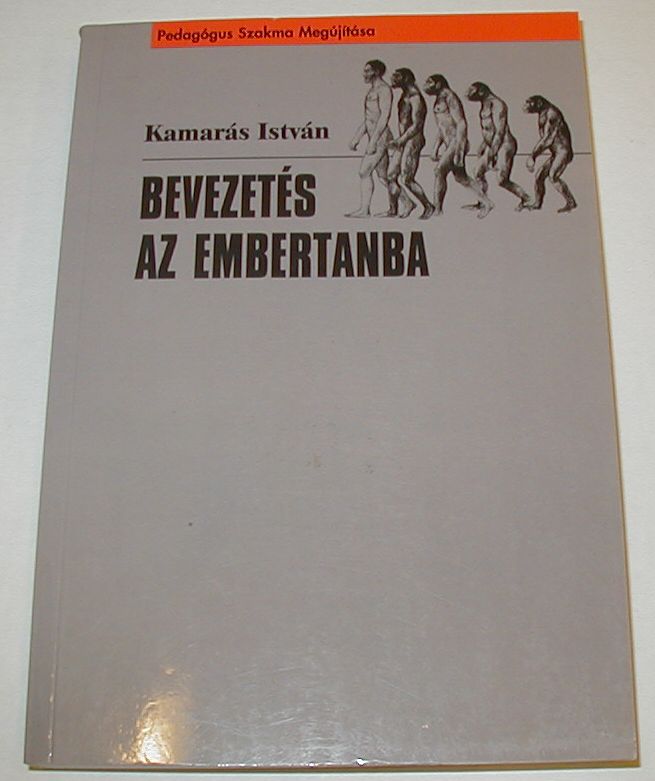 Pedagógus Szakma Megújítása
Kamarás István
BEVEZETÉS
AZ EMBERTANBA